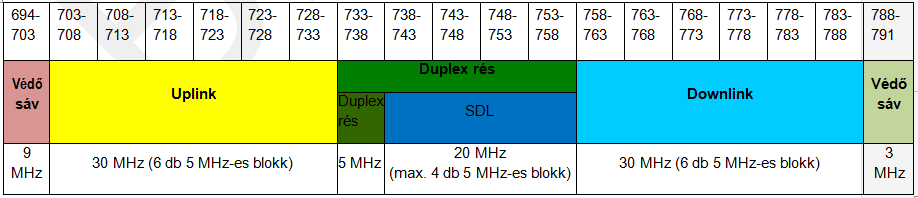 694- 703- 708- 713- 718- 723- 728- 733- 738- 743- 748- 753- 758- 763- 768- 773- 778- 783- 788-
703 708 713 718 723 728 733 738 743 748 753 758 763 768 773 778 783 788 791
Védő
sáv
Uplink
Duplex rés
Duplex
rés
SDL
Downlink
Védő
sáv
9
MHz
30 MHz (6 db 5 MHz-es blokk)
5 MHz
20 MHz
(max. 4 db 5 MHz-es blokk)
30 MHz (6 db 5 MHz-es blokk)
3
MHz